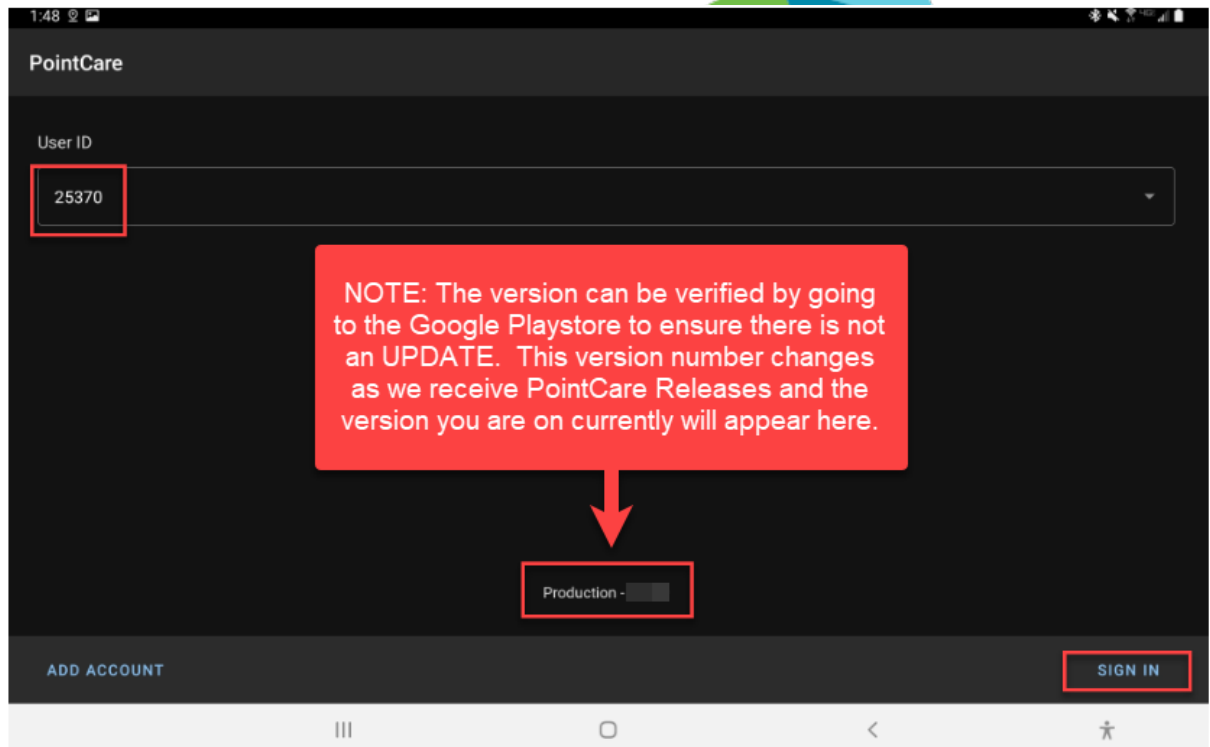 1:48
PointCare
User ID
25370
NOTE: The version can be verified by going
to the Google Playstore to ensure there is not
an UPDATE.  This version number changes
as we receive PointCare Releases and the
version you are on currently will appear here.
Production -
ADD ACCOUNT
SIGN IN